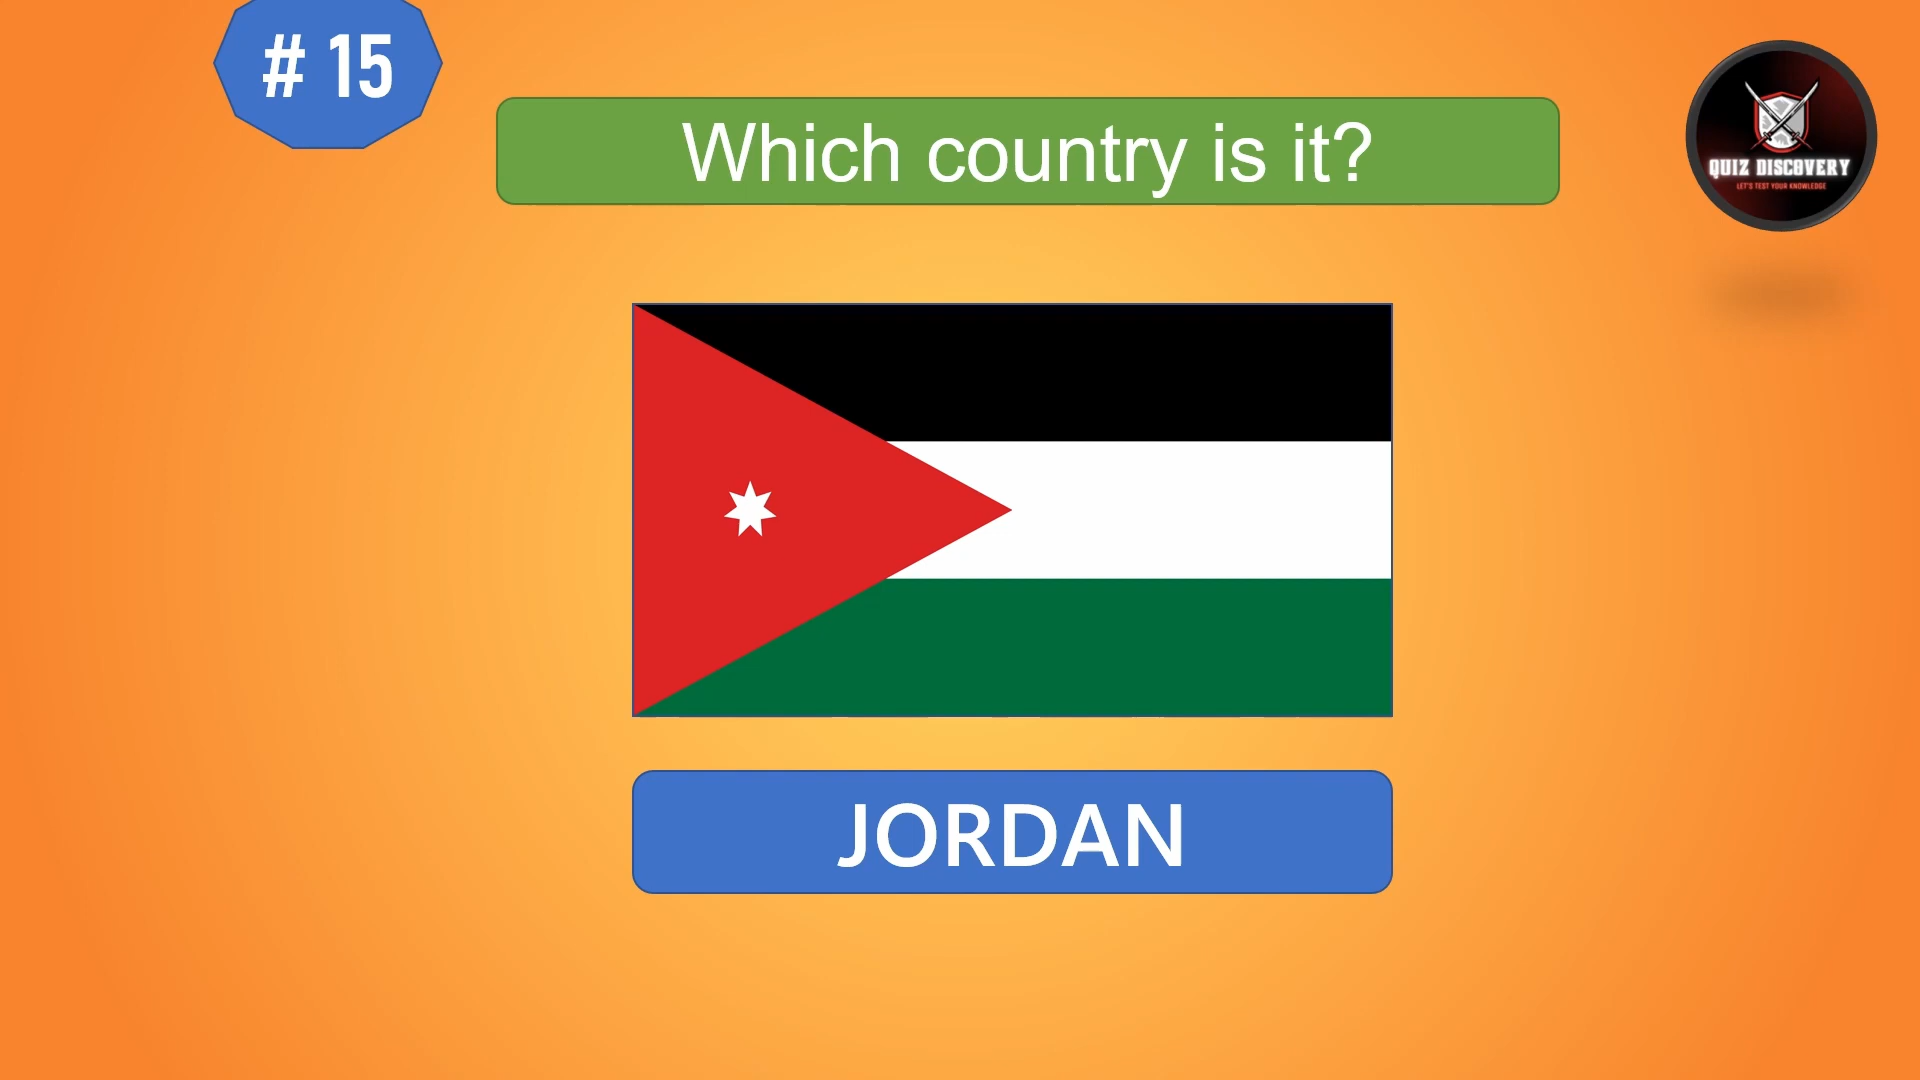 # 15
Which country is it?
QUIZ DISCOVERY
LET'S TEST YOUR KNOWLEDGE
JORDAN